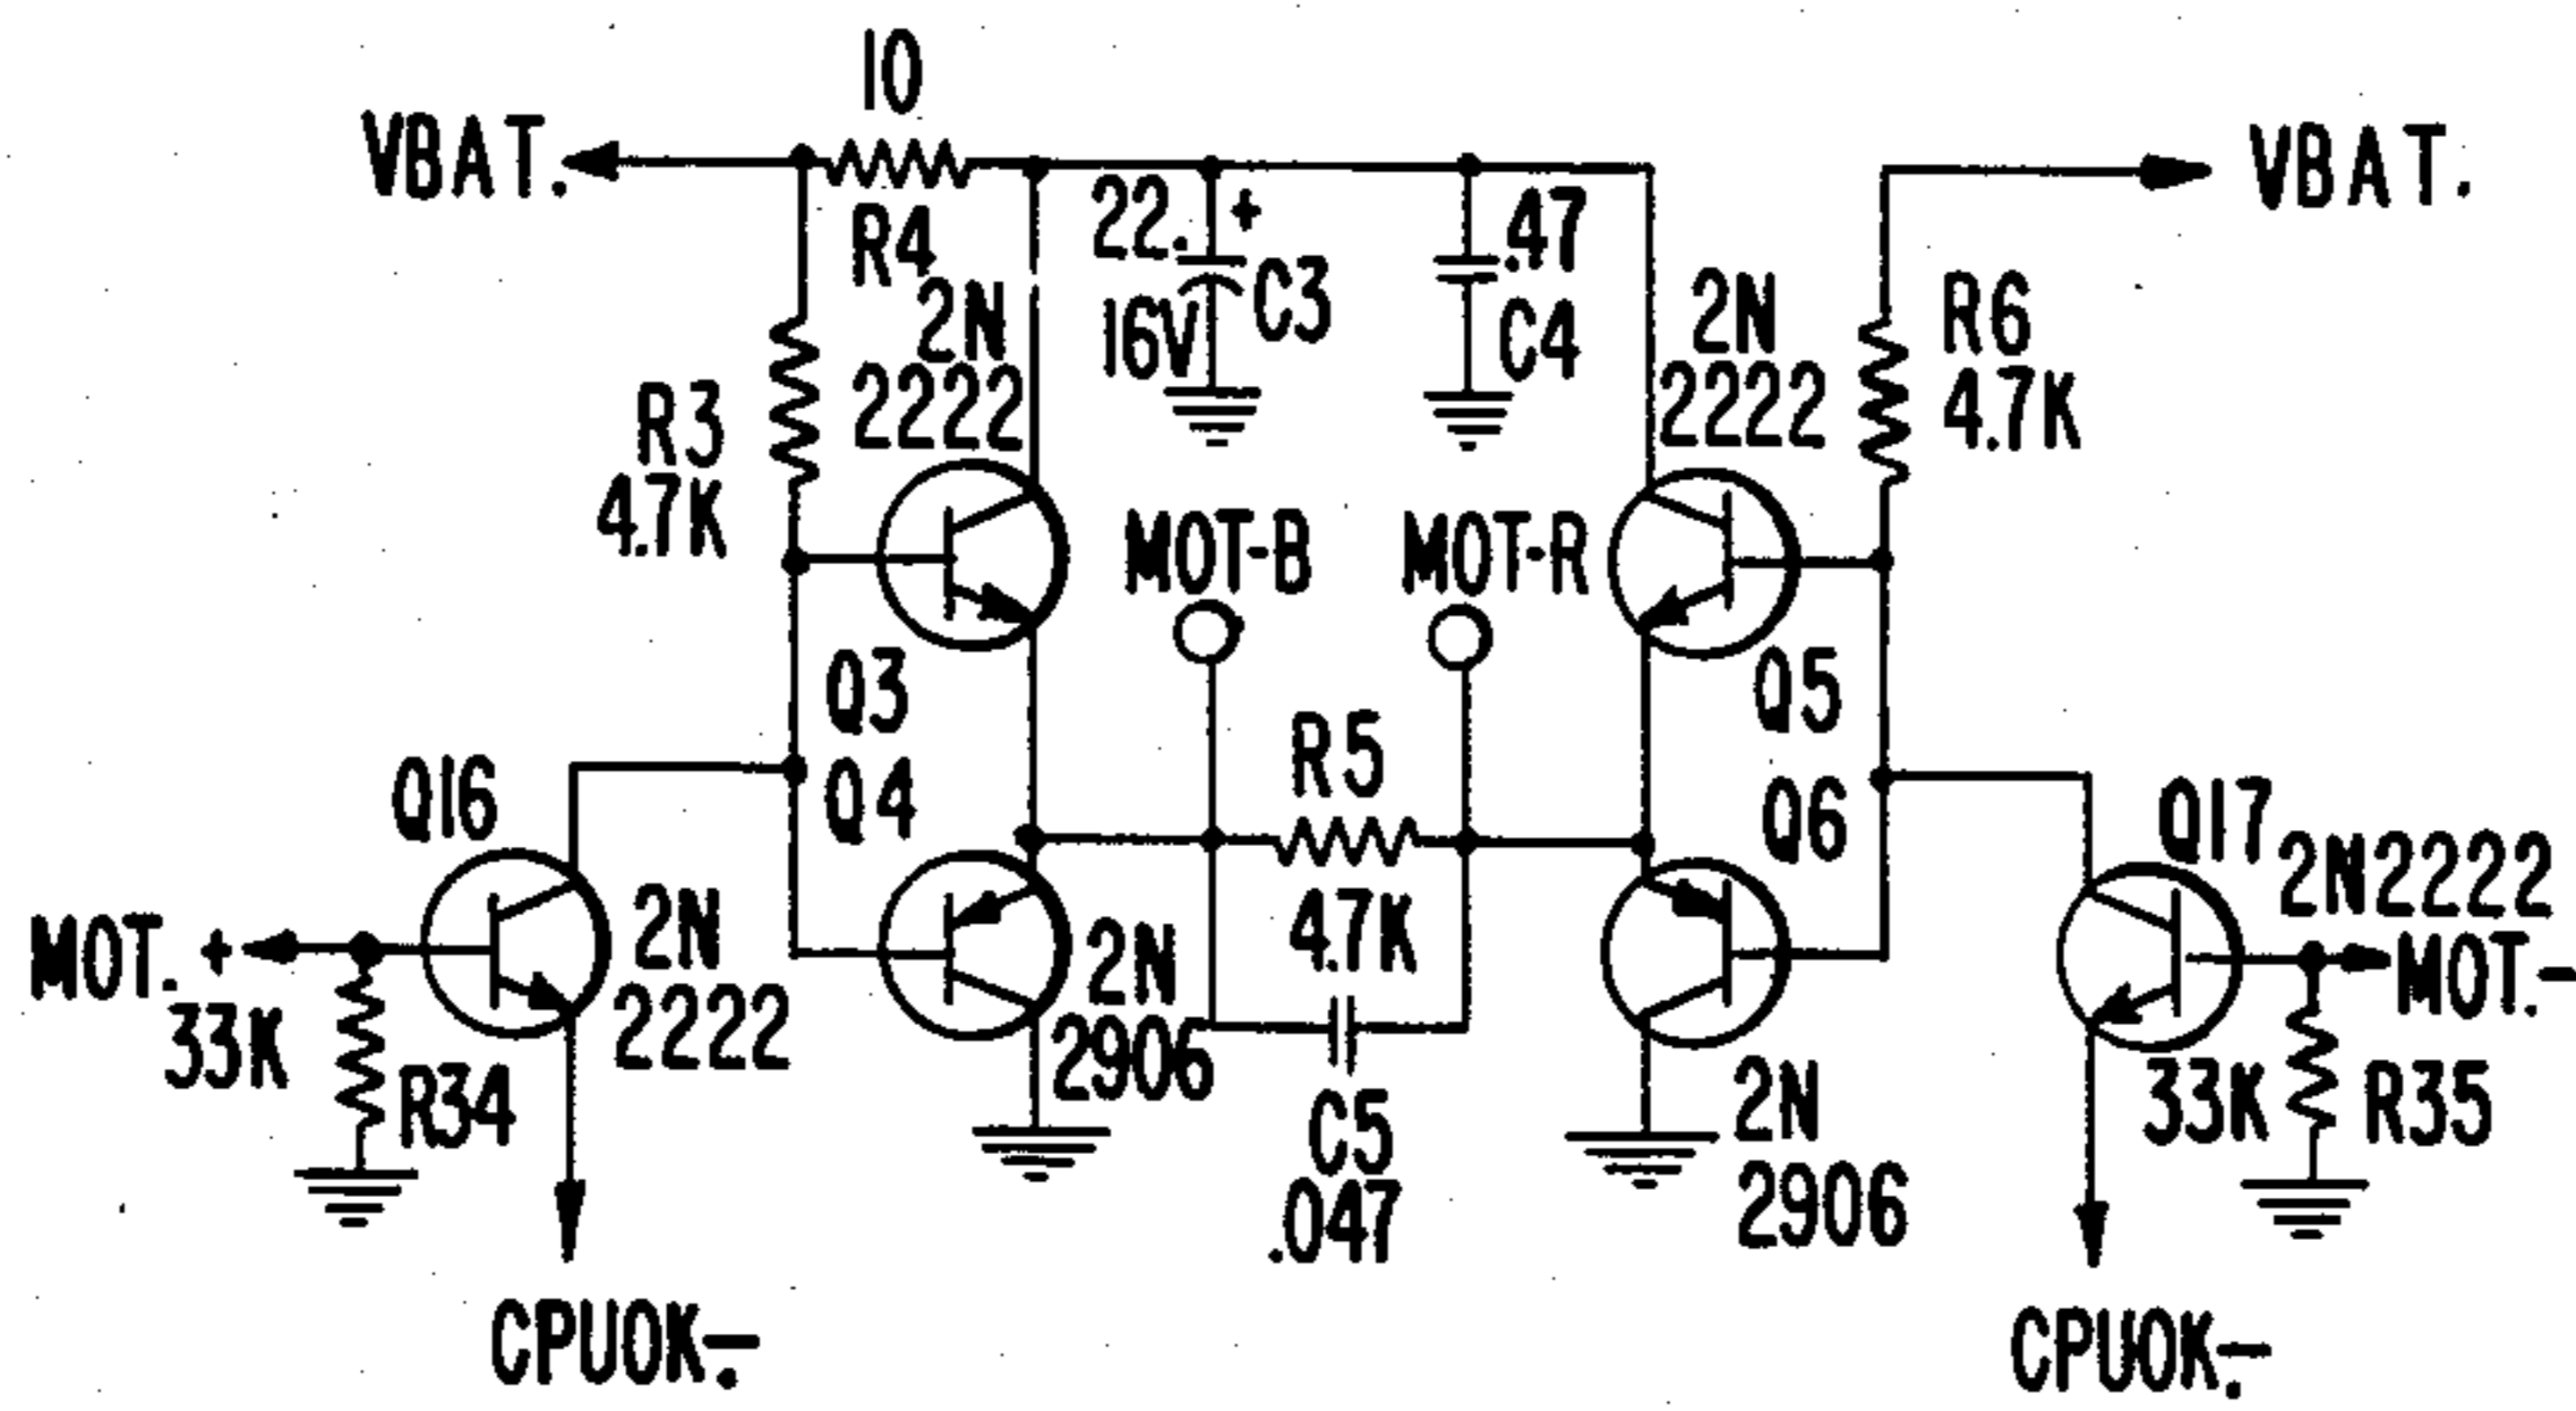 10
VBAT.
R4
22. +
16V
C3
.47
C4
VBAT.
2N
2222
R3
4.7K
2N
2222
R6
4.7K
MOT-B
MOT-R
Q3
Q4
Q5
Q6
R5
4.7K
Q16
2N
2222
MOT. +
33K
R34
2N
2906
C5
.047
2N
2906
Q17
2N2222
MOT.-
33K
R35
CPUOK-.
CPUOK-.